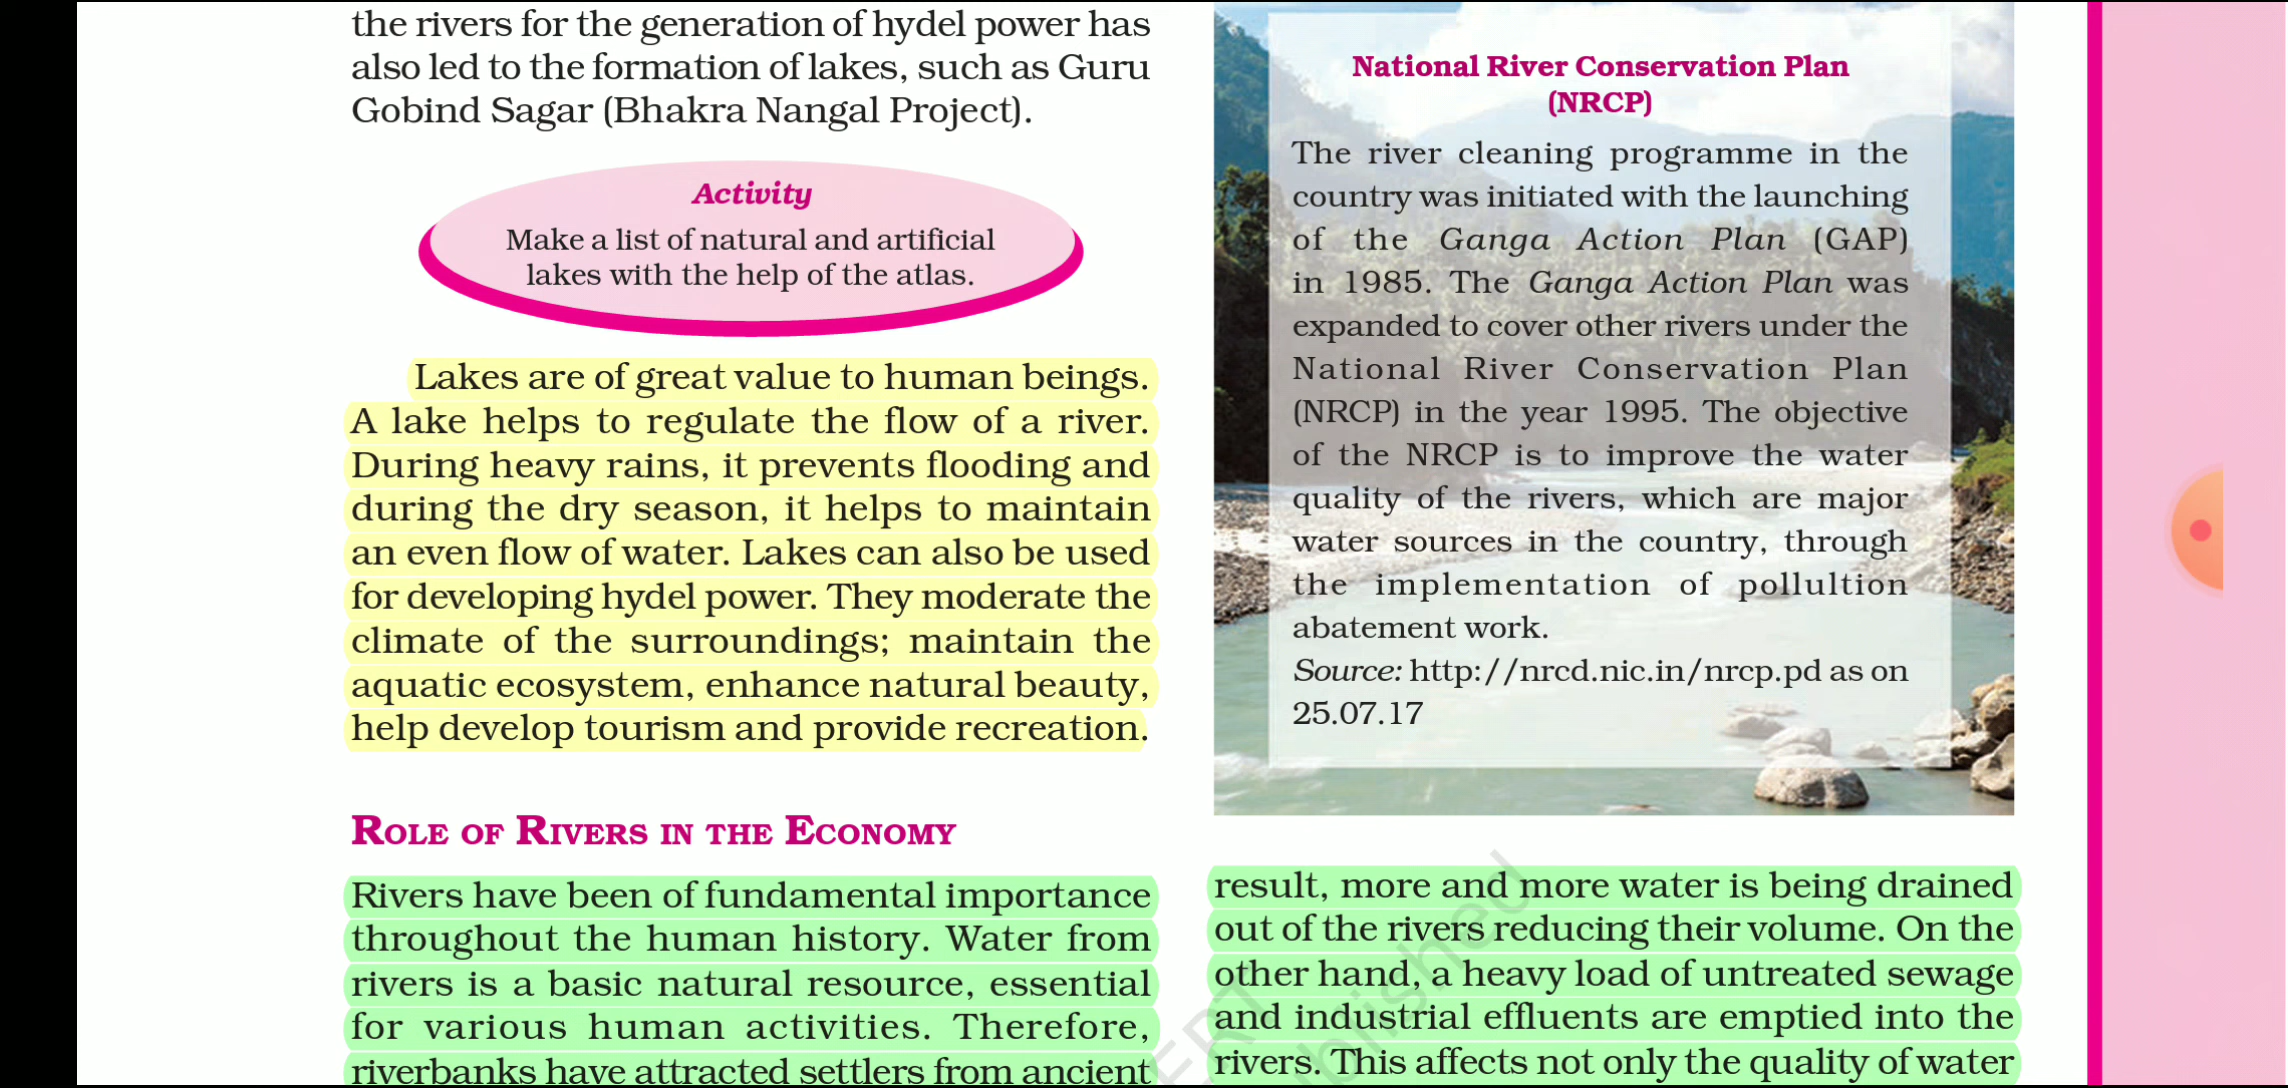 the rivers for the generation of hydel power has
also led to the formation of lakes, such as Guru
Gobind Sagar (Bhakra Nangal Project).
Activity
Make a list of natural and artificial
lakes with the help of the atlas.
Lakes are of great value to human beings.
A lake helps to regulate the flow of a river.
During heavy rains, it prevents flooding and
during the dry season, it helps to maintain
an even flow of water. Lakes can also be used
for developing hydel power. They moderate the
climate of the surroundings; maintain the
aquatic ecosystem, enhance natural beauty,
help develop tourism and provide recreation.
ROLE OF RIVERS IN THE ECONOMY
Rivers have been of fundamental importance
throughout the human history. Water from
rivers is a basic natural resource, essential
for various human activities. Therefore,
riverbanks have attracted settlers from ancient
National River Conservation Plan
(NRCP)
The river cleaning programme in the
country was initiated with the launching
of the Ganga Action Plan (GAP)
in 1985. The Ganga Action Plan was
expanded to cover other rivers under the
National River Conservation Plan
(NRCP) in the year 1995. The objective
of the NRCP is to improve the water
quality of the rivers, which are major
water sources in the country, through
the implementation of pollultion
abatement work.
Source: http://nrcd.nic.in/nrcp.pd as on
25.07.17
result, more and more water is being drained
out of the rivers reducing their volume. On the
other hand, a heavy load of untreated sewage
and industrial effluents are emptied into the
rivers. This affects not only the quality of water